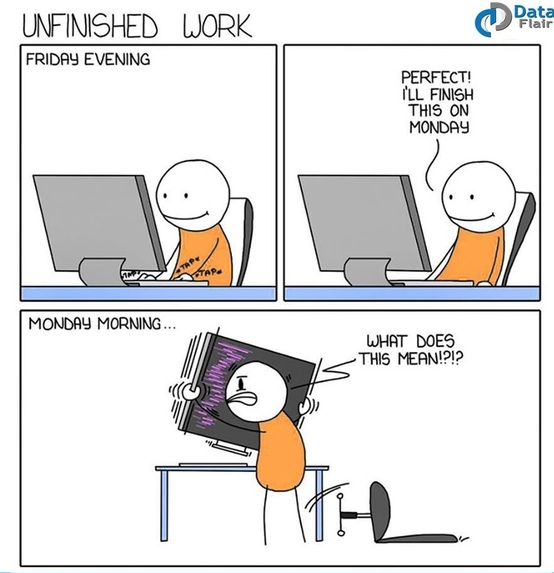 UNFINISHED WORK
Data
Flair
FRIDAY EVENING
*TAP*
*TAP*
*TAP*
PERFECT!
I'LL FINISH
THIS ON
MONDAY
MONDAY MORNING...
WHAT DOES
THIS MEAN!?!?